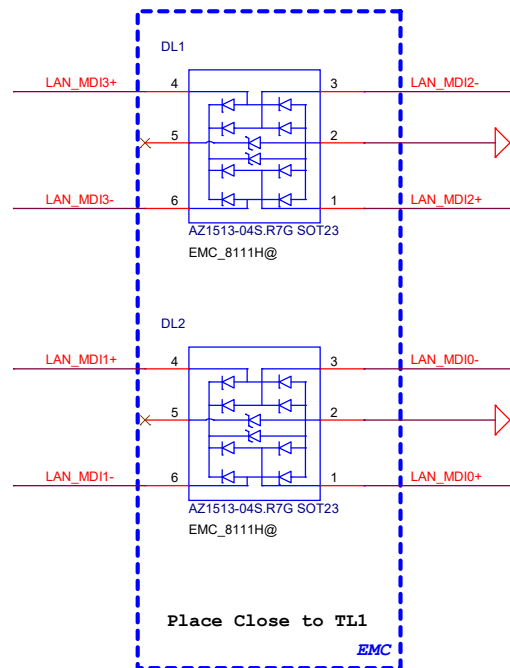 DL1
LAN_MDI3+ 4 3 LAN_MDI2-
5 2
LAN_MDI3- 6 1 LAN_MDI2+
AZ1513-04S.R7G SOT23
EMC_8111H@
DL2
LAN_MDI1+ 4 3 LAN_MDI0-
5 2
LAN_MDI1- 6 1 LAN_MDI0+
AZ1513-04S.R7G SOT23
EMC_8111H@
Place Close to TL1
EMC